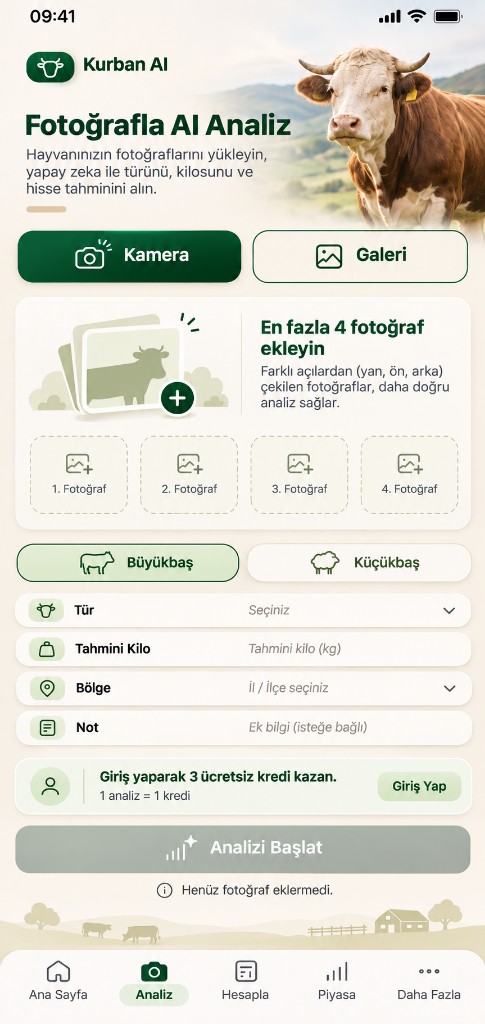 09:41
Kurban AI
Fotoğrafla AI Analiz
Hayvanınızın fotoğraflarını yükleyin,
yapay zeka ile türünü, kilosunu ve
hisse tahminini alın.
Kamera
Galeri
En fazla 4 fotoğraf
ekleyin
Farklı açılardan (yan, ön, arka)
çekilen fotoğraflar, daha doğru
analiz sağlar.
1. Fotoğraf
2. Fotoğraf
3. Fotoğraf
4. Fotoğraf
Büyükbaş
Küçükbaş
Tür
Seçiniz
Tahmini Kilo
Tahmini kilo (kg)
Bölge
İl / İlçe seçiniz
Not
Ek bilgi (isteğe bağlı)
Giriş yaparak 3 ücretsiz kredi kazan.
1 analiz = 1 kredi
Giriş Yap
Analizi Başlat
Henüz fotoğraf eklermedi.
Ana Sayfa
Analiz
Hesapla
Piyasa
Daha Fazla